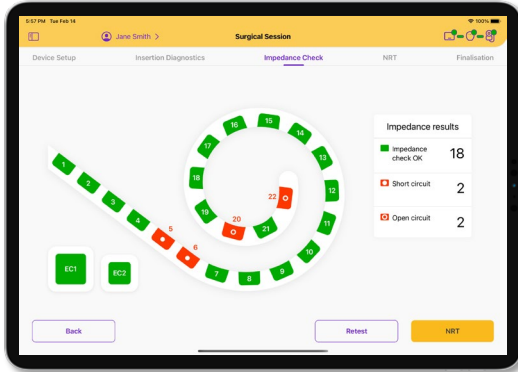 5:57 PM Tue Feb 14
100%
Jane Smith >
Surgical Session
Device Setup
Insertion Diagnostics
Impedance Check
NRT
Finalisation
Impedance results
Impedance
check OK
18
Short circuit
2
Open circuit
2
1
2
3
4
5
6
7
8
9
10
11
12
13
14
15
16
17
18
19
20
21
22
EC1
EC2
Back
Retest
NRT